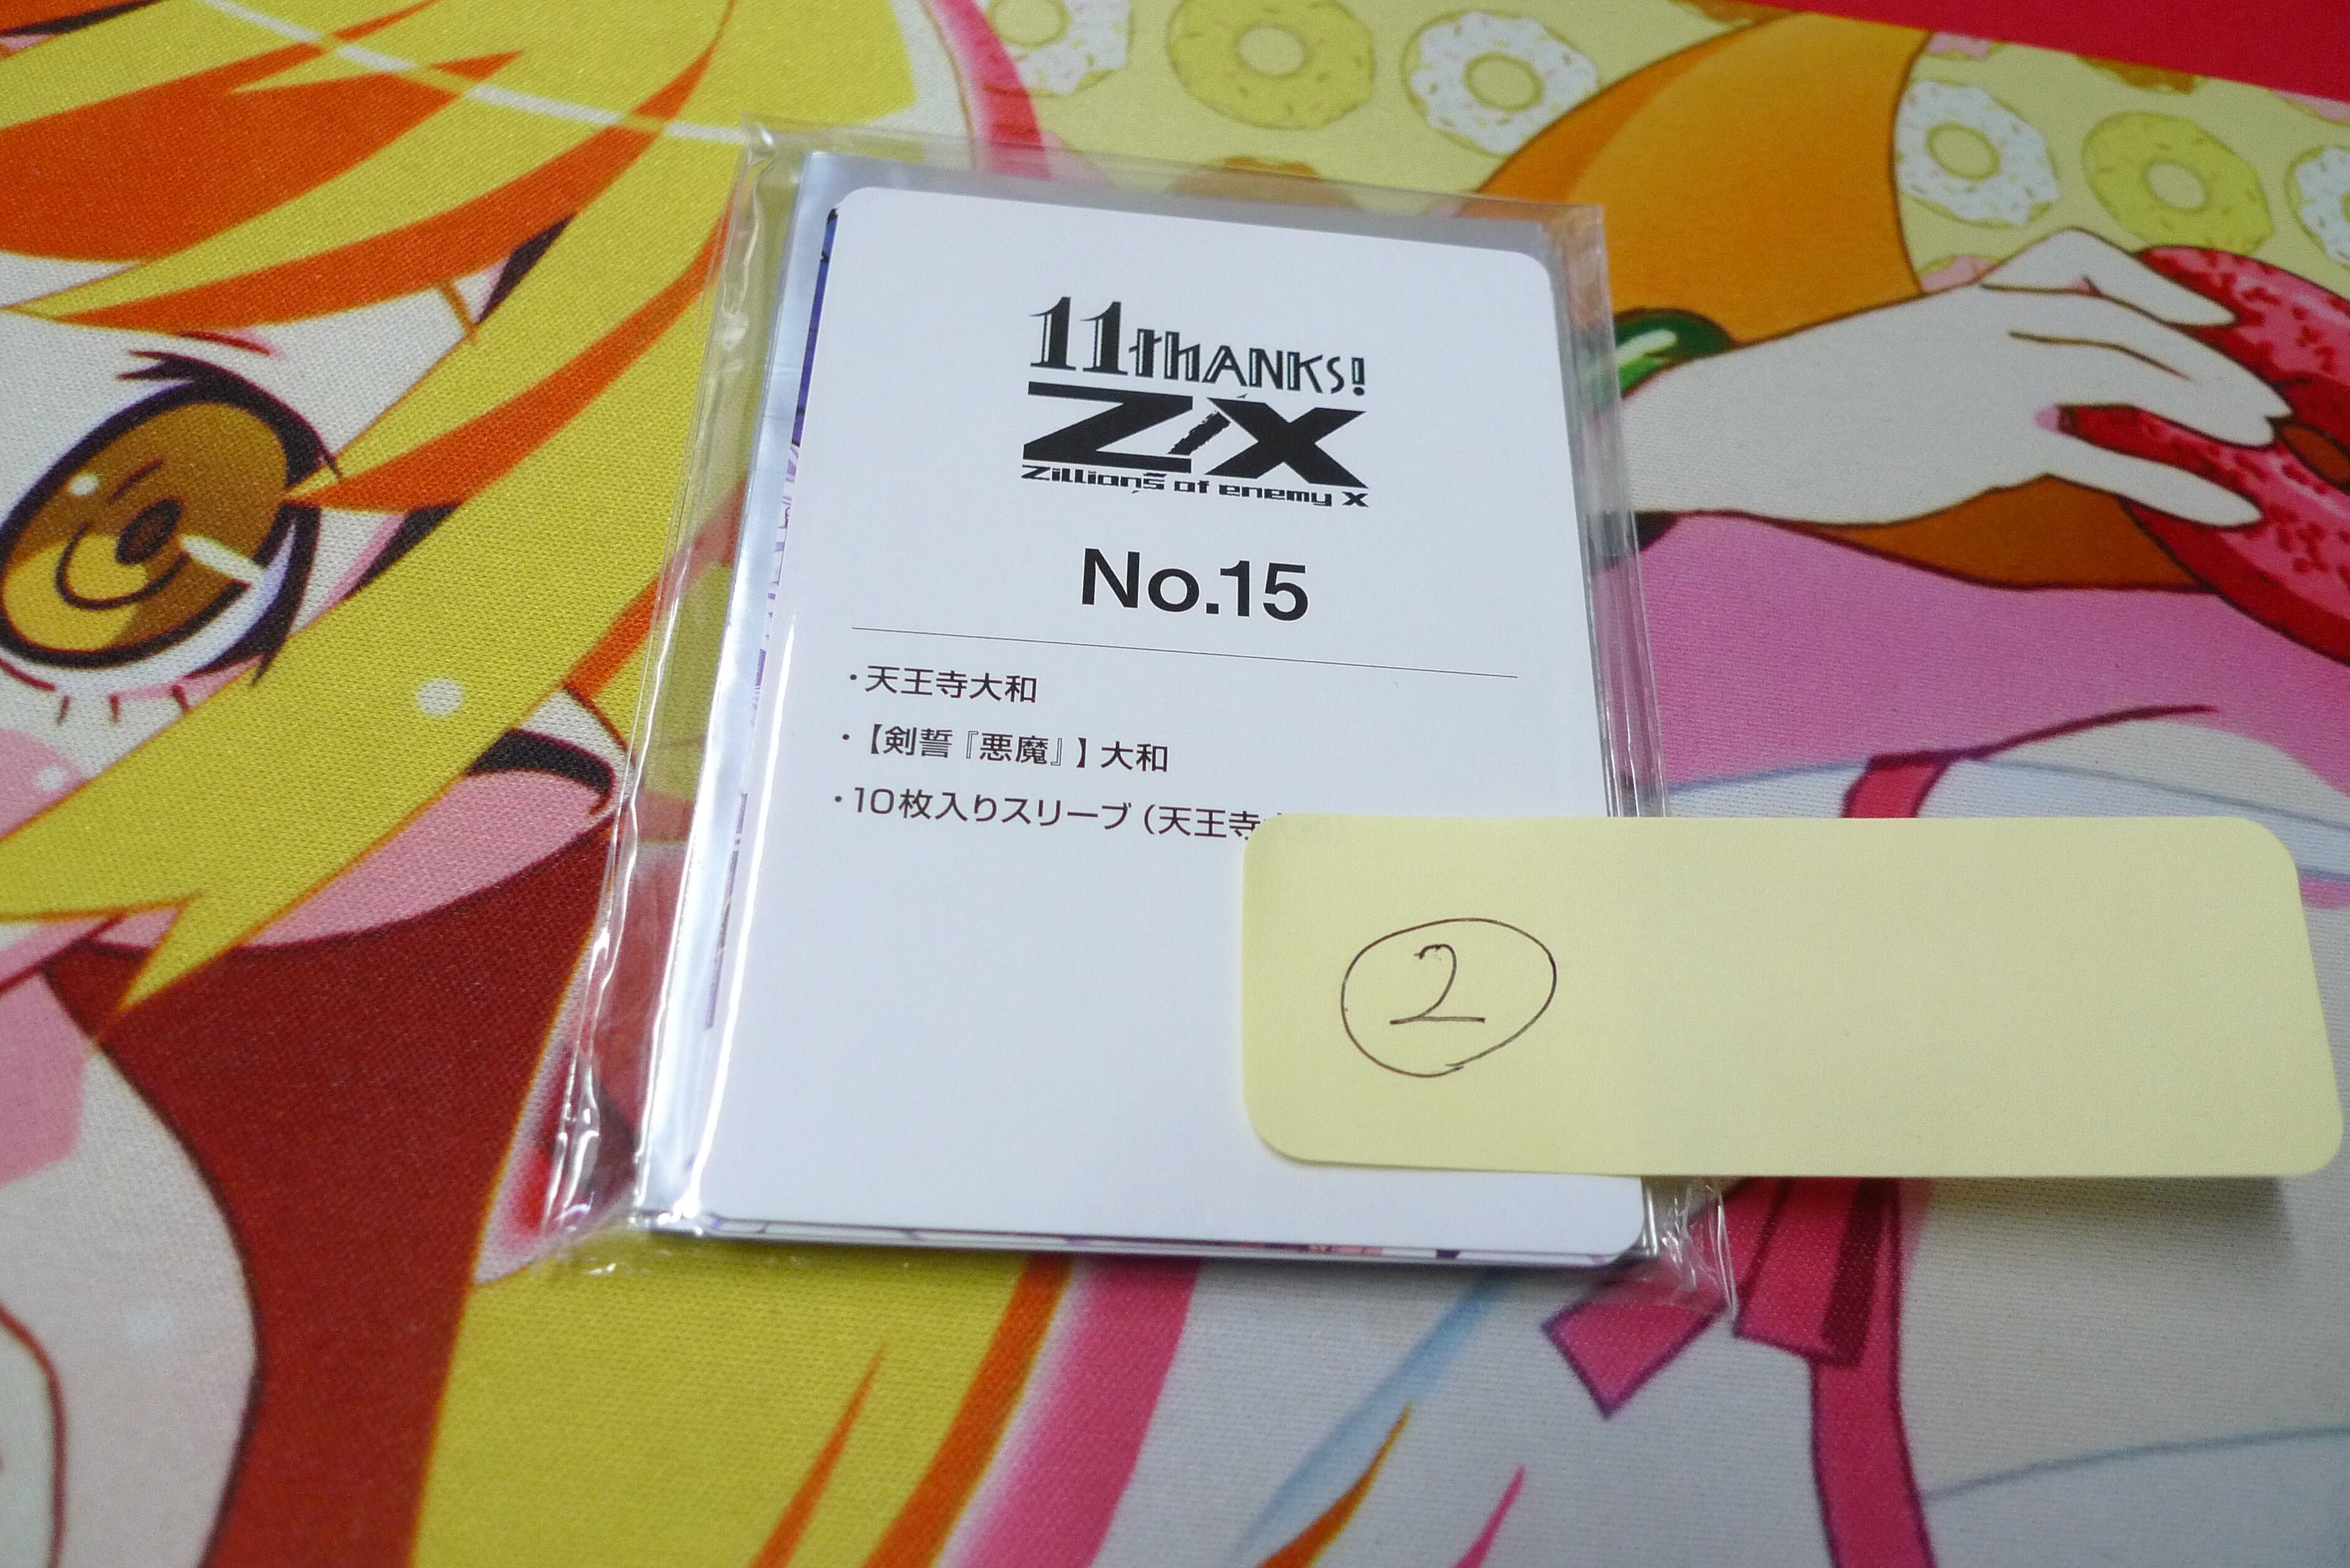 11thANKS!
Z/X
Zillions of enemy X
No.15
・天王寺大和
・【剣誓『悪魔』】大和
・10枚入りスリーブ（天王寺
2